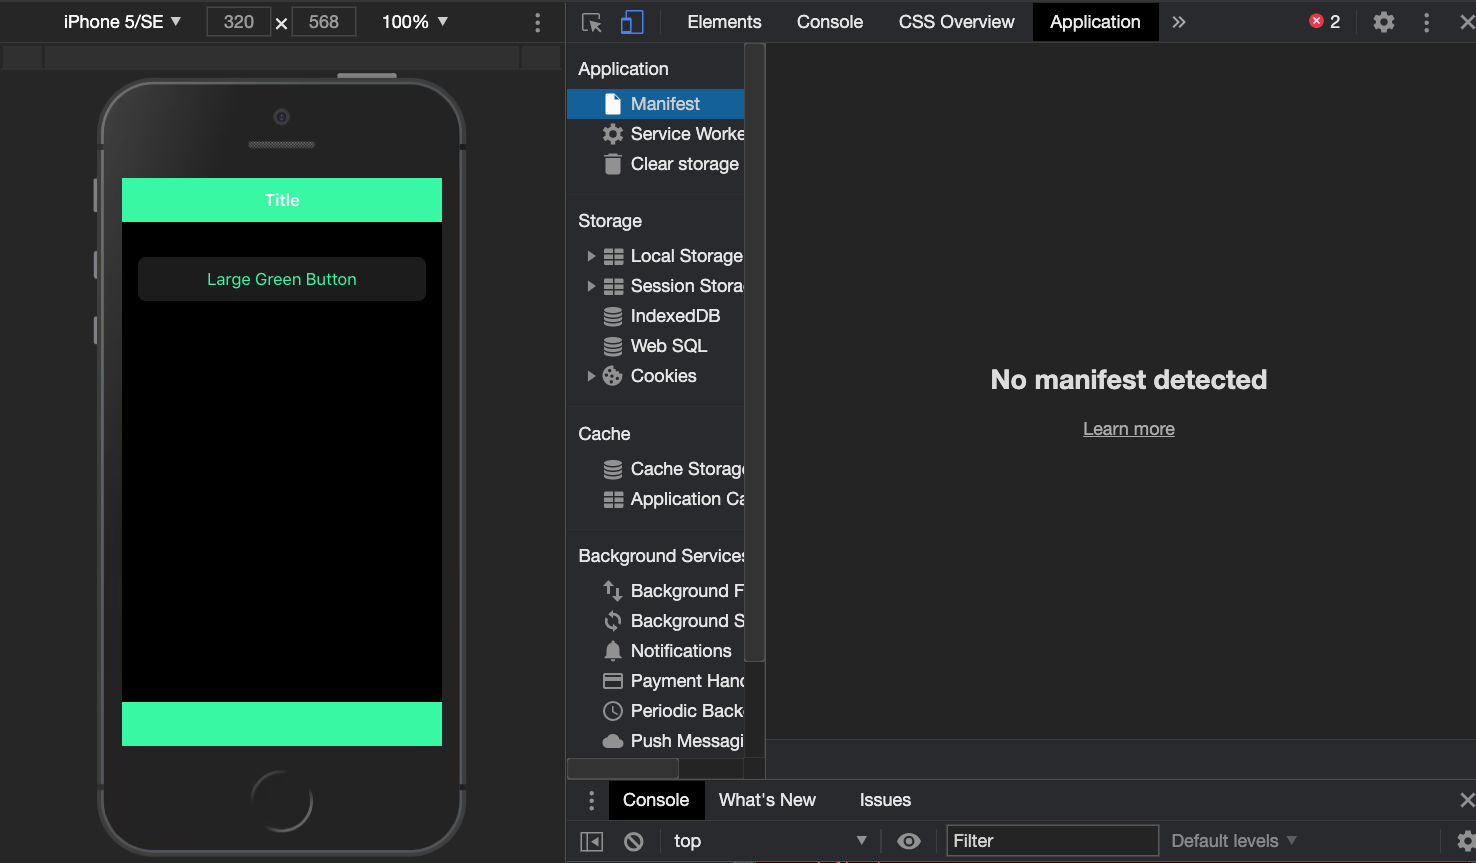 iPhone 5/SE
320 × 568
100%
Elements
Console
CSS Overview
Application
2
Title
Large Green Button
Application
Manifest
Service Worke
Clear storage
Storage
Local Storage
Session Stora
IndexedDB
Web SQL
Cookies
Cache
Cache Storag
Application Ca
Background Services
Background F
Background S
Notifications
Payment Hand
Periodic Back
Push Messagi
No manifest detected
Learn more
Console
What's New
Issues
top
Filter
Default levels